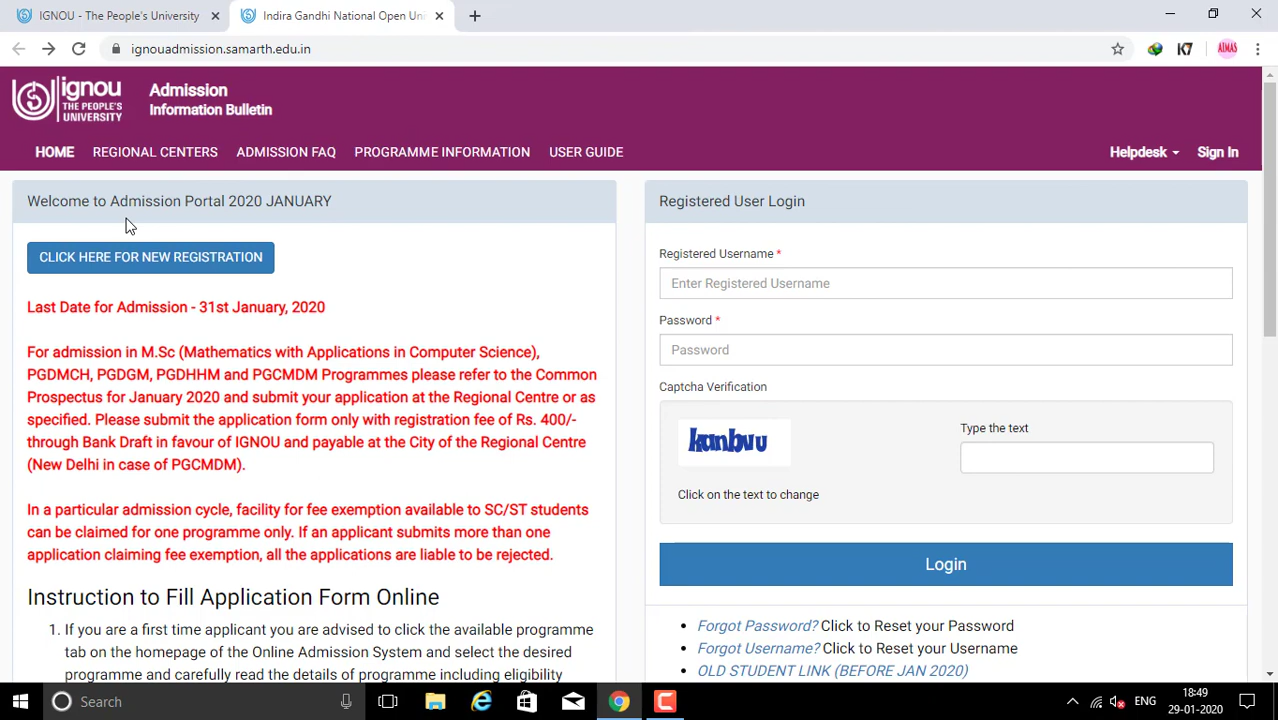 IGNOU - The People's University
Indira Gandhi National Open Uni
ignouadmission.samarth.edu.in
K7
AIMAS
ignou
THE PEOPLE'S
UNIVERSITY
Admission
Information Bulletin
HOME REGIONAL CENTERS ADMISSION FAQ PROGRAMME INFORMATION USER GUIDE Helpdesk Sign In
Welcome to Admission Portal 2020 JANUARY
CLICK HERE FOR NEW REGISTRATION
Last Date for Admission - 31st January, 2020
For admission in M.Sc (Mathematics with Applications in Computer Science),
PGDMCH, PGDGM, PGDHHM and PGCMDM Programmes please refer to the Common
Prospectus for January 2020 and submit your application at the Regional Centre or as
specified. Please submit the application form only with registration fee of Rs. 400/-
through Bank Draft in favour of IGNOU and payable at the City of the Regional Centre
(New Delhi in case of PGCMDM).
In a particular admission cycle, facility for fee exemption available to SC/ST students
can be claimed for one programme only. If an applicant submits more than one
application claiming fee exemption, all the applications are liable to be rejected.
Instruction to Fill Application Form Online
1. If you are a first time applicant you are advised to click the available programme
tab on the homepage of the Online Admission System and select the desired
programme and carefully read the details of programme including eligibility
Registered User Login
Registered Username *
Enter Registered Username
Password *
Password
Captcha Verification
kanbvu
Type the text
Click on the text to change
Login
• Forgot Password? Click to Reset your Password
• Forgot Username? Click to Reset your Username
• OLD STUDENT LINK (BEFORE JAN 2020)
Search
ENG
18:49
29-01-2020